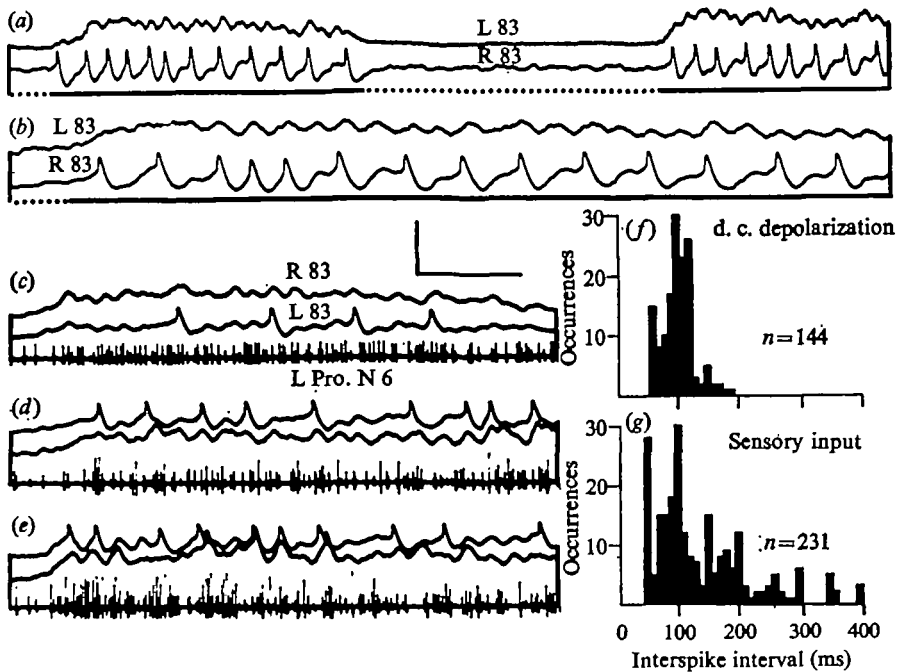 (a)
L 83
R 83
(b)
L 83
R 83
(c)
R 83
L 83
L Pro. N 6
(d)
(e)
30
20
10
Occurrences
(f)
d. c. depolarization
n=144
30
20
10
Occurrences
(g)
Sensory input
n=231
0 100 200 300 400
Interspike interval (ms)